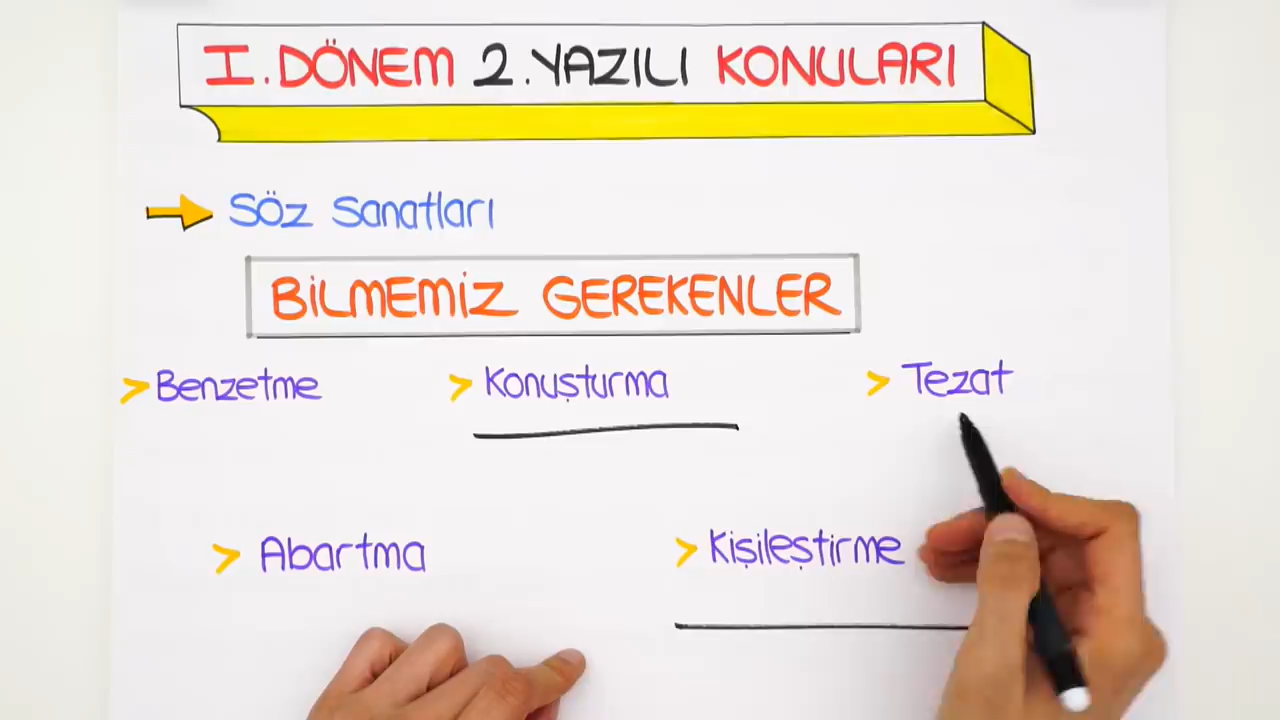 I. DÖNEM 2. YAZILI KONULARI
Söz Sanatları
BİLMEMİZ GEREKENLER
> Benzetme > Konuşturma > Tezat
> Abartma > Kişileştirme